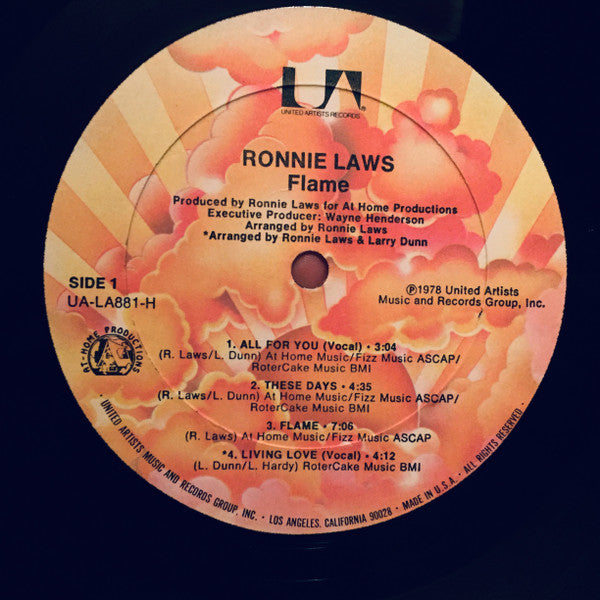 UA
UNITED ARTISTS RECORDS ®
RONNIE LAWS
Flame
Produced by Ronnie Laws for At Home Productions
Executive Producer: Wayne Henderson
Arranged by Ronnie Laws
*Arranged by Ronnie Laws & Larry Dunn
SIDE 1
UA-LA881-H
℗1978 United Artists
Music and Records Group, Inc.
AT-HOME PRODUCTIONS
1. ALL FOR YOU (Vocal) • 3:04
(R. Laws/L. Dunn) At Home Music/Fizz Music ASCAP/
RoterCake Music BMI
2. THESE DAYS • 4:35
(R. Laws/L. Dunn) At Home Music/Fizz Music ASCAP/
RoterCake Music BMI
3. FLAME • 7:06
(R. Laws) At Home Music/Fizz Music ASCAP
*4. LIVING LOVE (Vocal) • 4:12
(L. Dunn/L. Hardy) RoterCake Music BMI
• UNITED ARTISTS MUSIC AND RECORDS GROUP, INC. • LOS ANGELES, CALIFORNIA 90028 • MADE IN U.S.A. • ALL RIGHTS RESERVED •